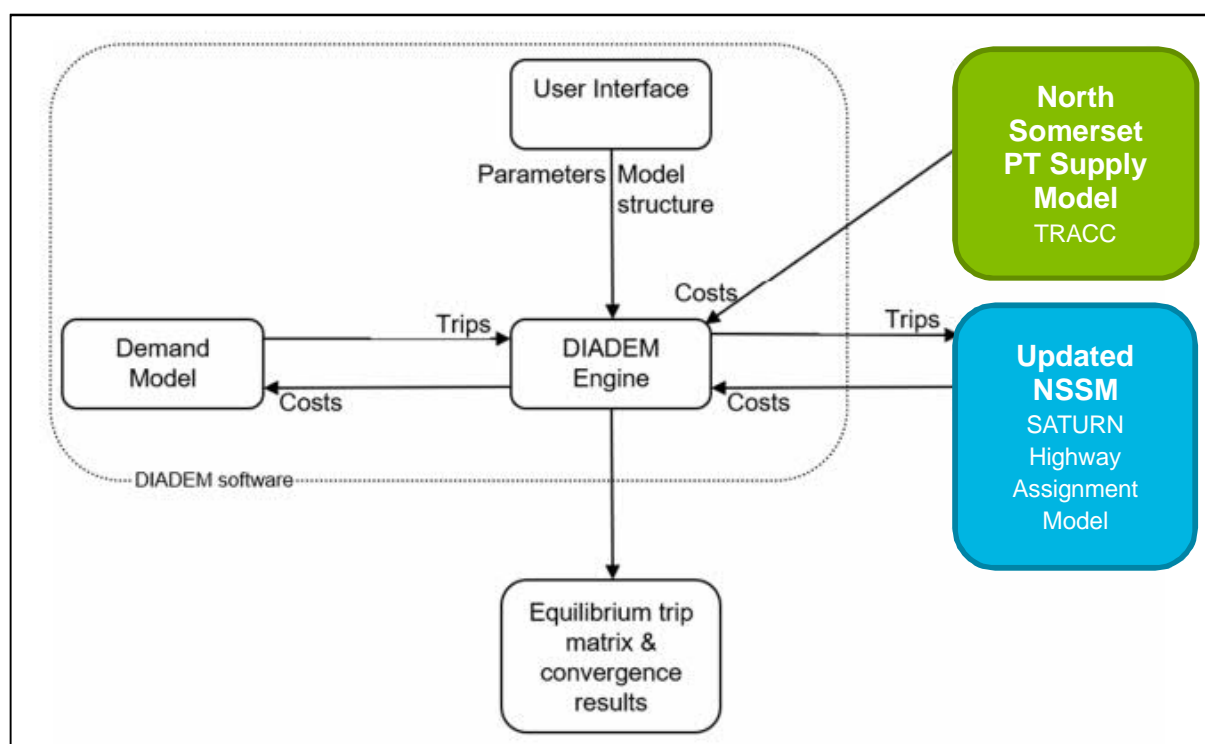 User Interface
Parameters
Model
structure
North
Somerset
PT Supply
Model
TRACC
Costs
Demand
Model
Trips
Costs
DIADEM
Engine
Trips
Costs
Updated
NSSM
SATURN
Highway
Assignment
Model
DIADEM software
Equilibrium trip
matrix &
convergence
results